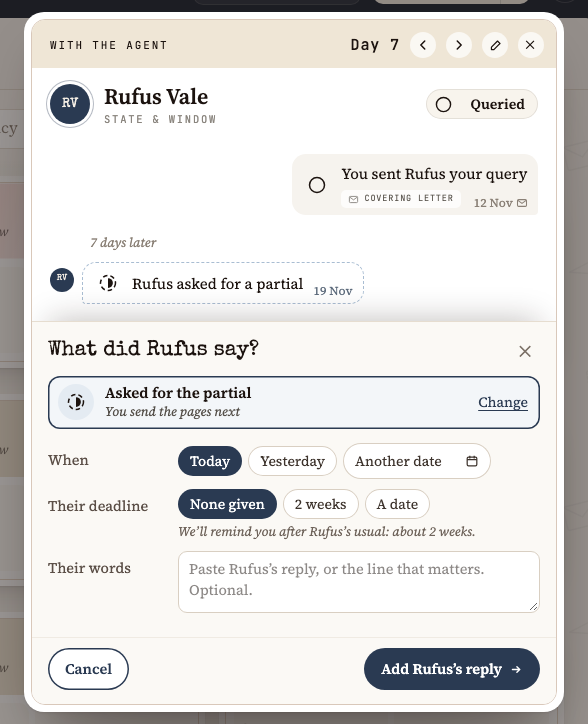 WITH THE AGENT
Day 7
RV
Rufus Vale
STATE & WINDOW
Queried
You sent Rufus your query
COVERING LETTER
12 Nov
7 days later
RV
Rufus asked for a partial
19 Nov
What did Rufus say?
Asked for the partial
You send the pages next
Change
When
Today
Yesterday
Another date
Their deadline
None given
2 weeks
A date
We’ll remind you after Rufus’s usual: about 2 weeks.
Their words
Paste Rufus’s reply, or the line that matters.
Optional.
Cancel
Add Rufus’s reply →